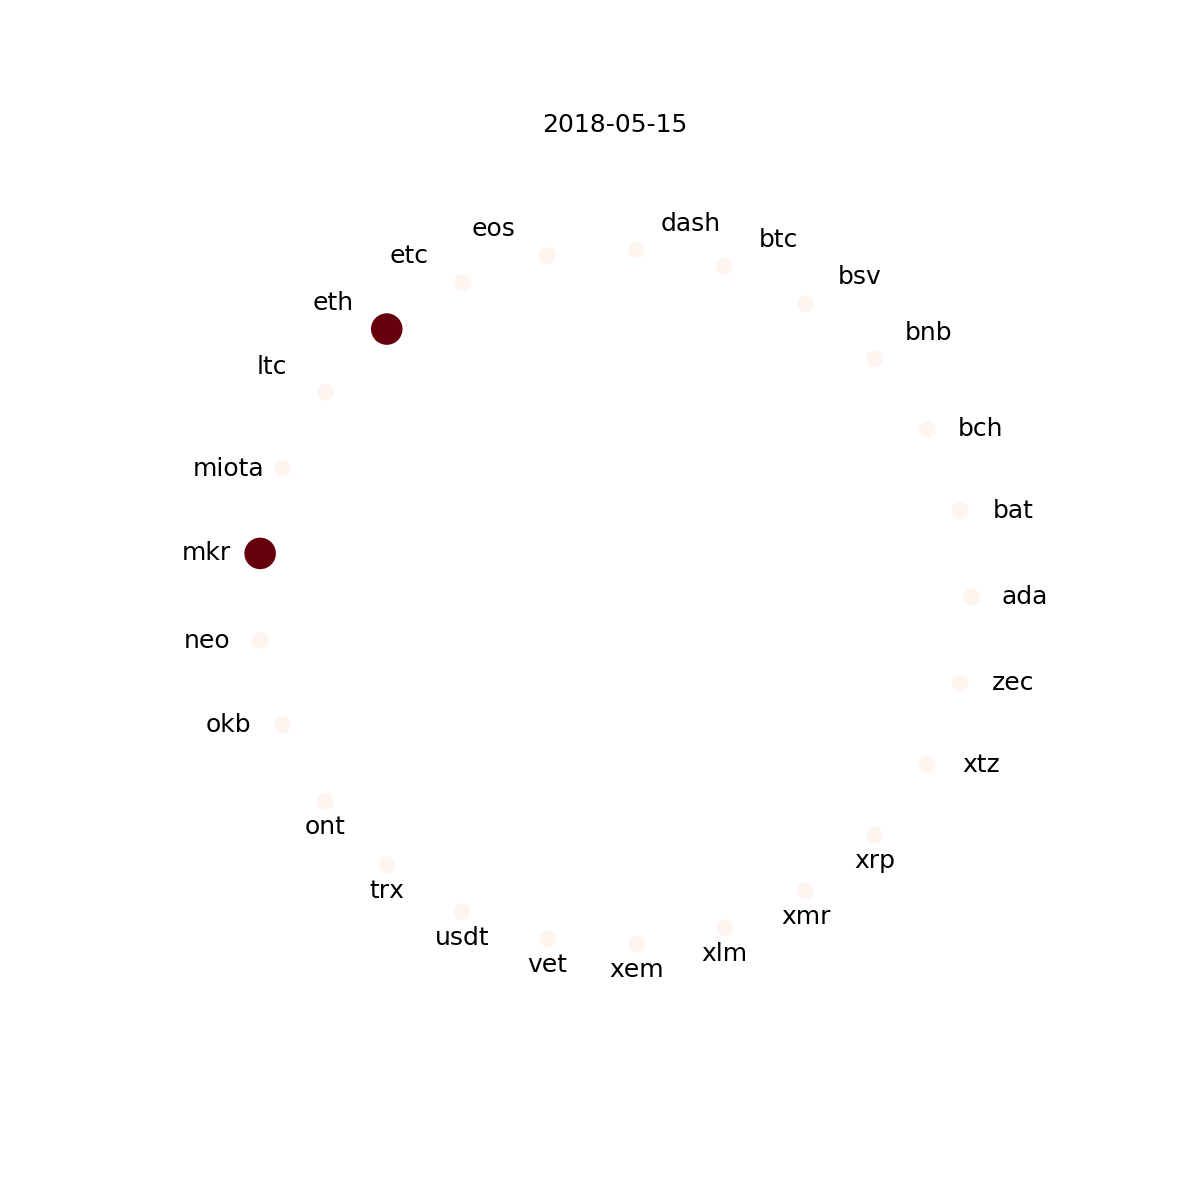 2018-05-15
dash
eos
btc
etc
bsv
eth
bnb
ltc
bch
miota
bat
mkr
ada
neo
zec
okb
xtz
ont
xrp
trx
xmr
usdt
xlm
vet
xem